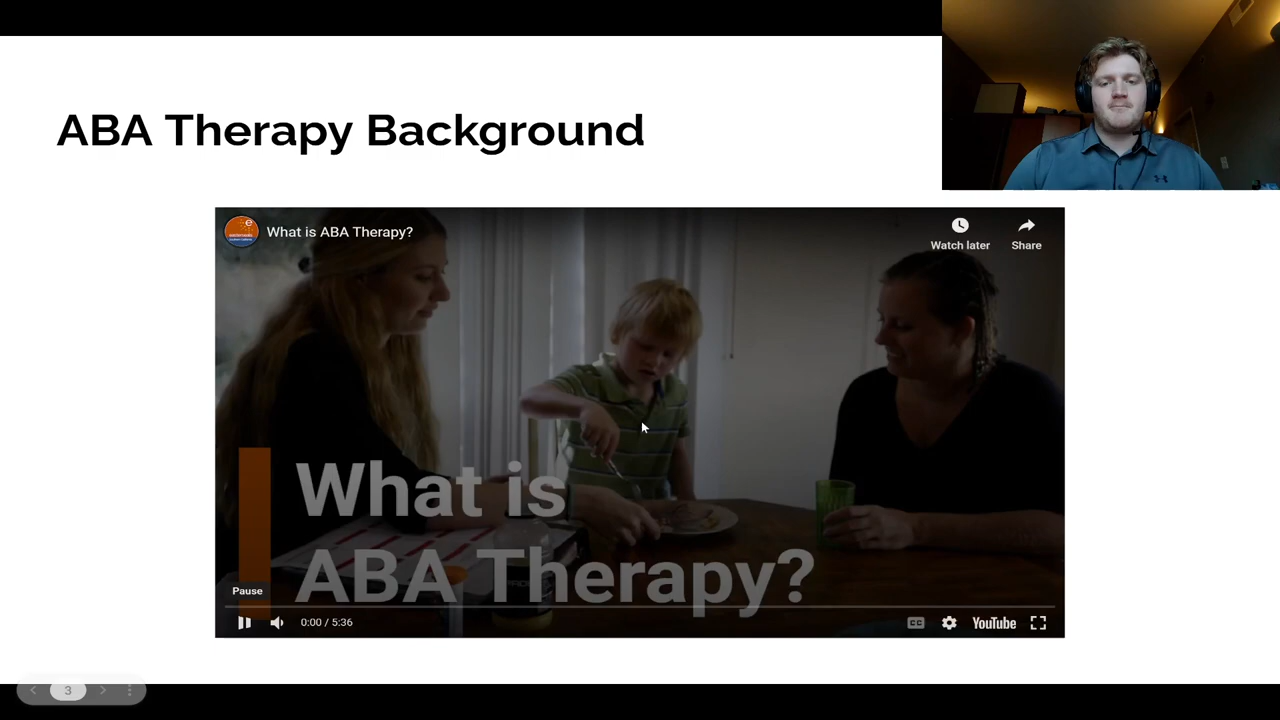 ABA Therapy Background
What is ABA Therapy?
Watch later
Share
What is
ABA Therapy?
Pause
0:00 / 5:36
CC
YouTube
3